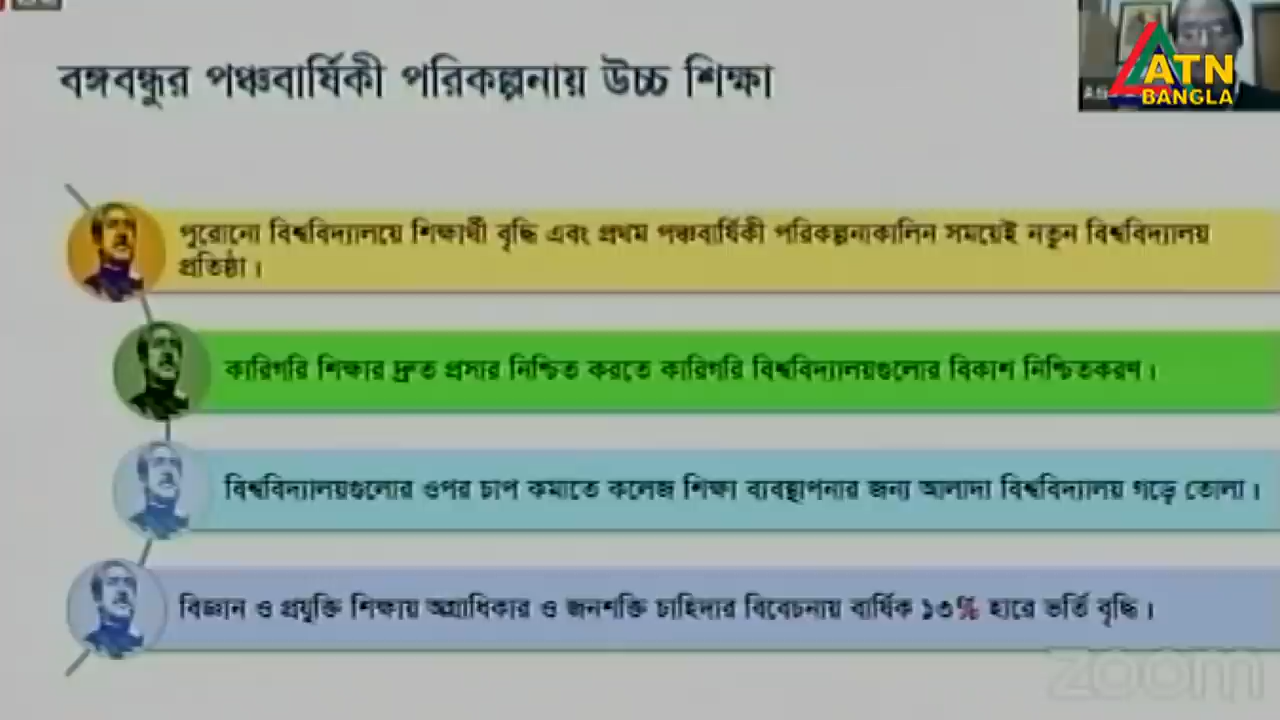 বঙ্গবন্ধুর পঞ্চবার্ষিকী পরিকল্পনায় উচ্চ শিক্ষা
ATN
BANGLA
পুরোনো বিশ্ববিদ্যালয়ে শিক্ষার্থী বৃদ্ধি এবং প্রথম পঞ্চবার্ষিকী পরিকল্পনাকালিন সময়েই নতুন বিশ্ববিদ্যালয়
প্রতিষ্ঠা।
কারিগরি শিক্ষার দ্রুত প্রসার নিশ্চিত করতে কারিগরি বিশ্ববিদ্যালয়গুলোর বিকাশ নিশ্চিতকরণ।
বিশ্ববিদ্যালয়গুলোর ওপর চাপ কমাতে কলেজ শিক্ষা ব্যবস্থাপনার জন্য আলাদা বিশ্ববিদ্যালয় গড়ে তোলা।
বিজ্ঞান ও প্রযুক্তি শিক্ষায় অগ্রাধিকার ও জনশক্তি চাহিদার বিবেচনায় বার্ষিক ১৩% হারে ভর্তি বৃদ্ধি।
zoom